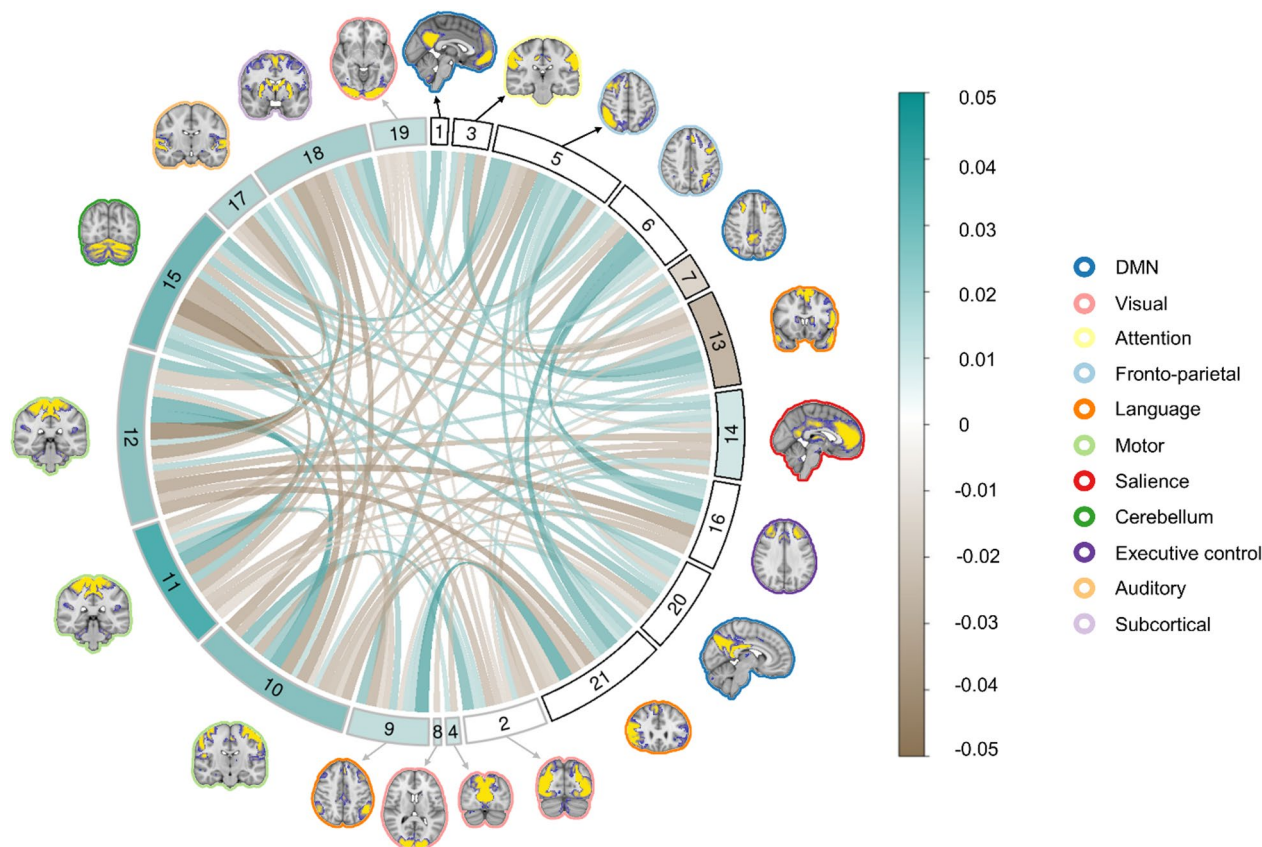 19
1
3
5
6
7
13
14
16
20
21
2
4
8
9
10
11
12
15
17
18
0.05
0.04
0.03
0.02
0.01
0
-0.01
-0.02
-0.03
-0.04
-0.05
DMN
Visual
Attention
Fronto-parietal
Language
Motor
Salience
Cerebellum
Executive control
Auditory
Subcortical